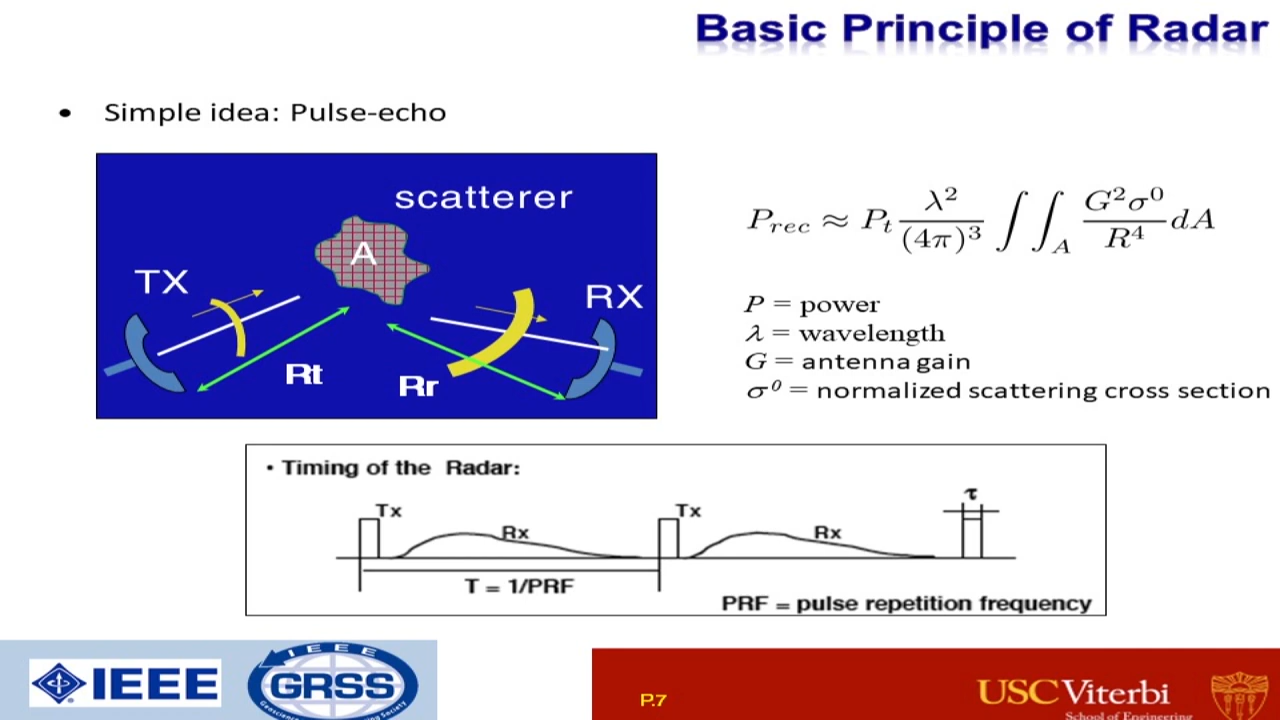 Basic Principle of Radar
• Simple idea: Pulse-echo
scatterer
A
TX
RX
Rt
Rr
P_rec ≈ P_t λ²/(4π)³ ∫∫_A G²σ⁰/R⁴ dA
P = power
λ = wavelength
G = antenna gain
σ⁰ = normalized scattering cross section
• Timing of the Radar:
Tx
Rx
Tx
Rx
τ
T = 1/PRF
PRF = pulse repetition frequency
IEEE
IEEE
GRSS
P.7
USC Viterbi
School of Engineering